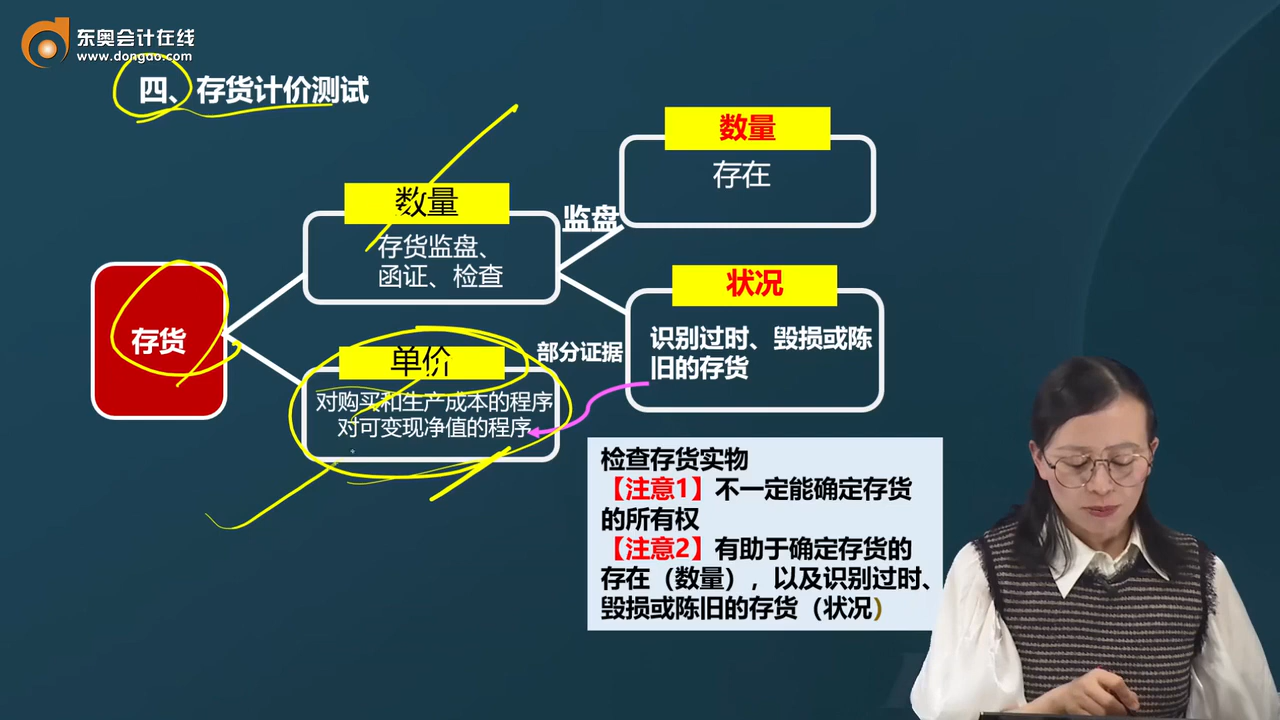 东奥会计在线
www.dongao.com
四、存货计价测试
数量
存在
数量
监盘
存货监盘、
函证、检查
状况
存货
识别过时、毁损或陈
旧的存货
单价
部分证据
对购买和生产成本的程序
对可变现净值的程序
检查存货实物
【注意1】不一定能确定存货
的所有权
【注意2】有助于确定存货的
存在（数量），以及识别过时、
毁损或陈旧的存货（状况）